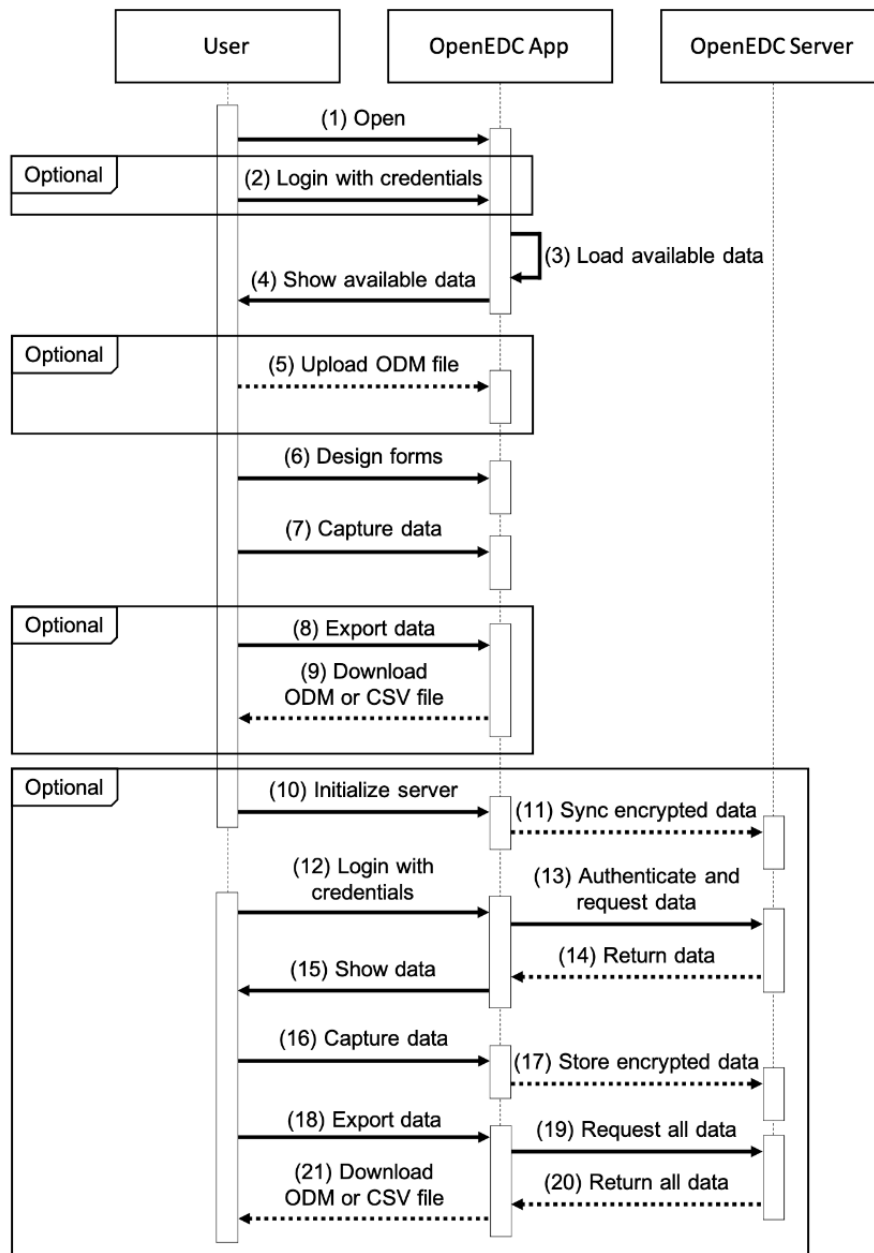 User
OpenEDC App
OpenEDC Server
(1) Open
Optional
(2) Login with credentials
(3) Load available data
(4) Show available data
Optional
(5) Upload ODM file
(6) Design forms
(7) Capture data
Optional
(8) Export data
(9) Download
ODM or CSV file
Optional
(10) Initialize server
(11) Sync encrypted data
(12) Login with
credentials
(13) Authenticate and
request data
(14) Return data
(15) Show data
(16) Capture data
(17) Store encrypted data
(18) Export data
(19) Request all data
(20) Return all data
(21) Download
ODM or CSV file